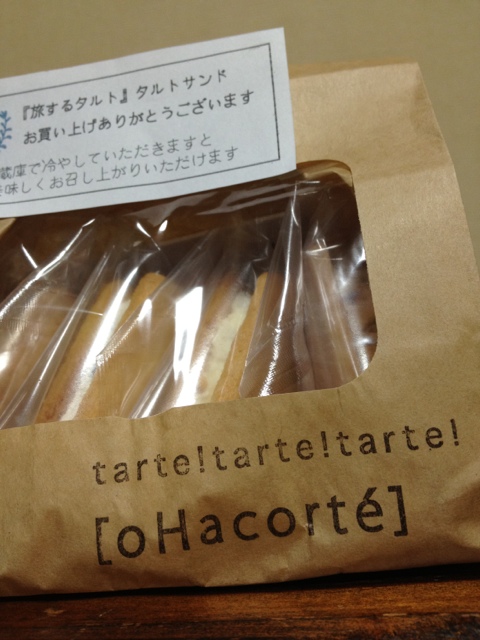 『旅するタルト』タルトサンド
お買い上げありがとうございます
蔵庫で冷やしていただきますと
味しくお召し上がりいただけます
tarte!tarte!tarte!
[oHacorté]